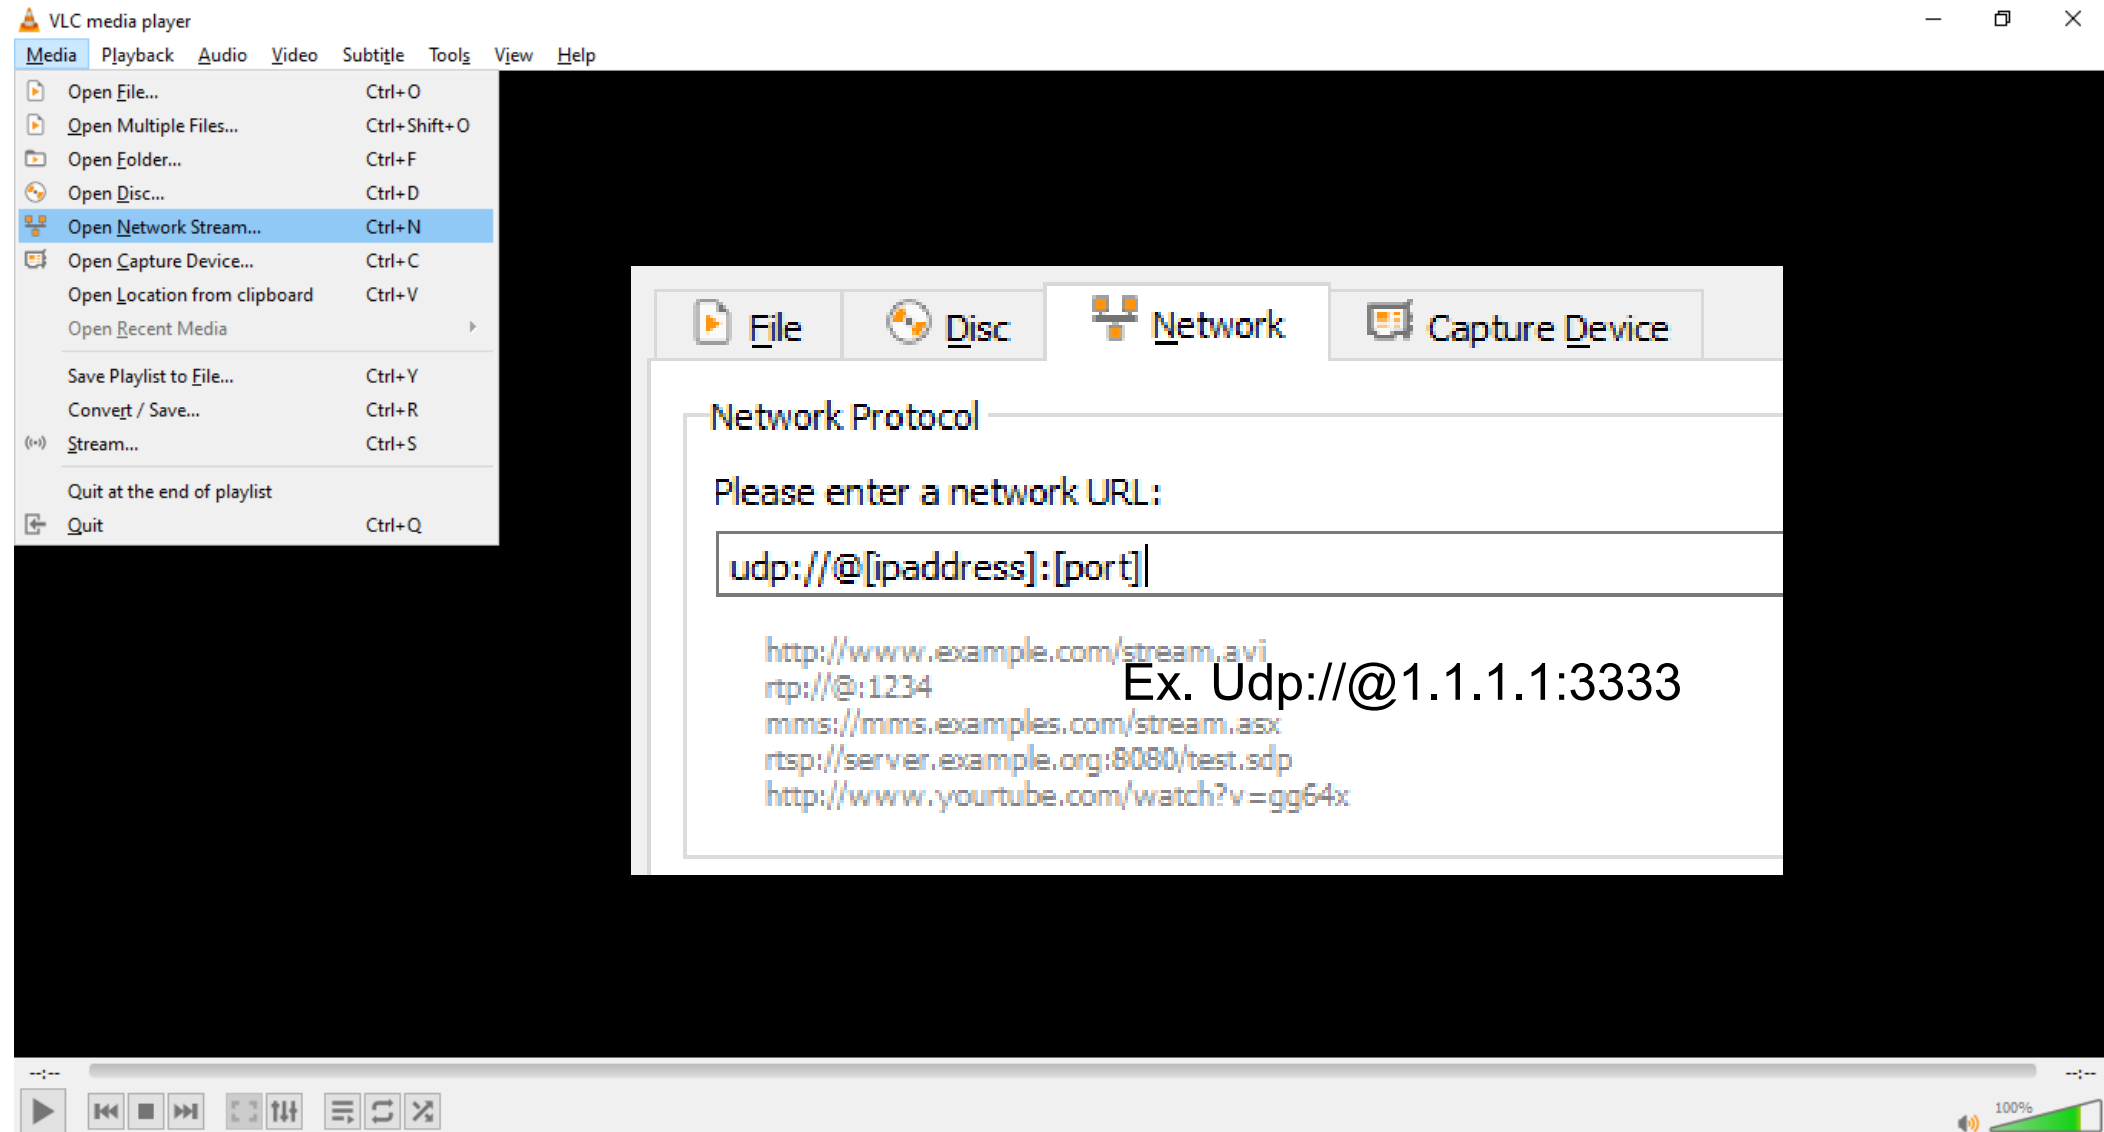 VLC media player
Media Playback Audio Video Subtitle Tools View Help
Open File... Ctrl+O
Open Multiple Files... Ctrl+Shift+O
Open Folder... Ctrl+F
Open Disc... Ctrl+D
Open Network Stream... Ctrl+N
Open Capture Device... Ctrl+C
Open Location from clipboard Ctrl+V
Open Recent Media
Save Playlist to File... Ctrl+Y
Convert / Save... Ctrl+R
Stream... Ctrl+S
Quit at the end of playlist
Quit Ctrl+Q
File Disc Network Capture Device
Network Protocol
Please enter a network URL:
udp://@[ipaddress]:[port]
http://www.example.com/stream.avi
rtp://@:1234
Ex. Udp://@1.1.1.1:3333
mms://mms.examples.com/stream.asx
rtsp://server.example.org:8080/test.sdp
http://www.yourtube.com/watch?v=gg64x
--:-- --:--
100%